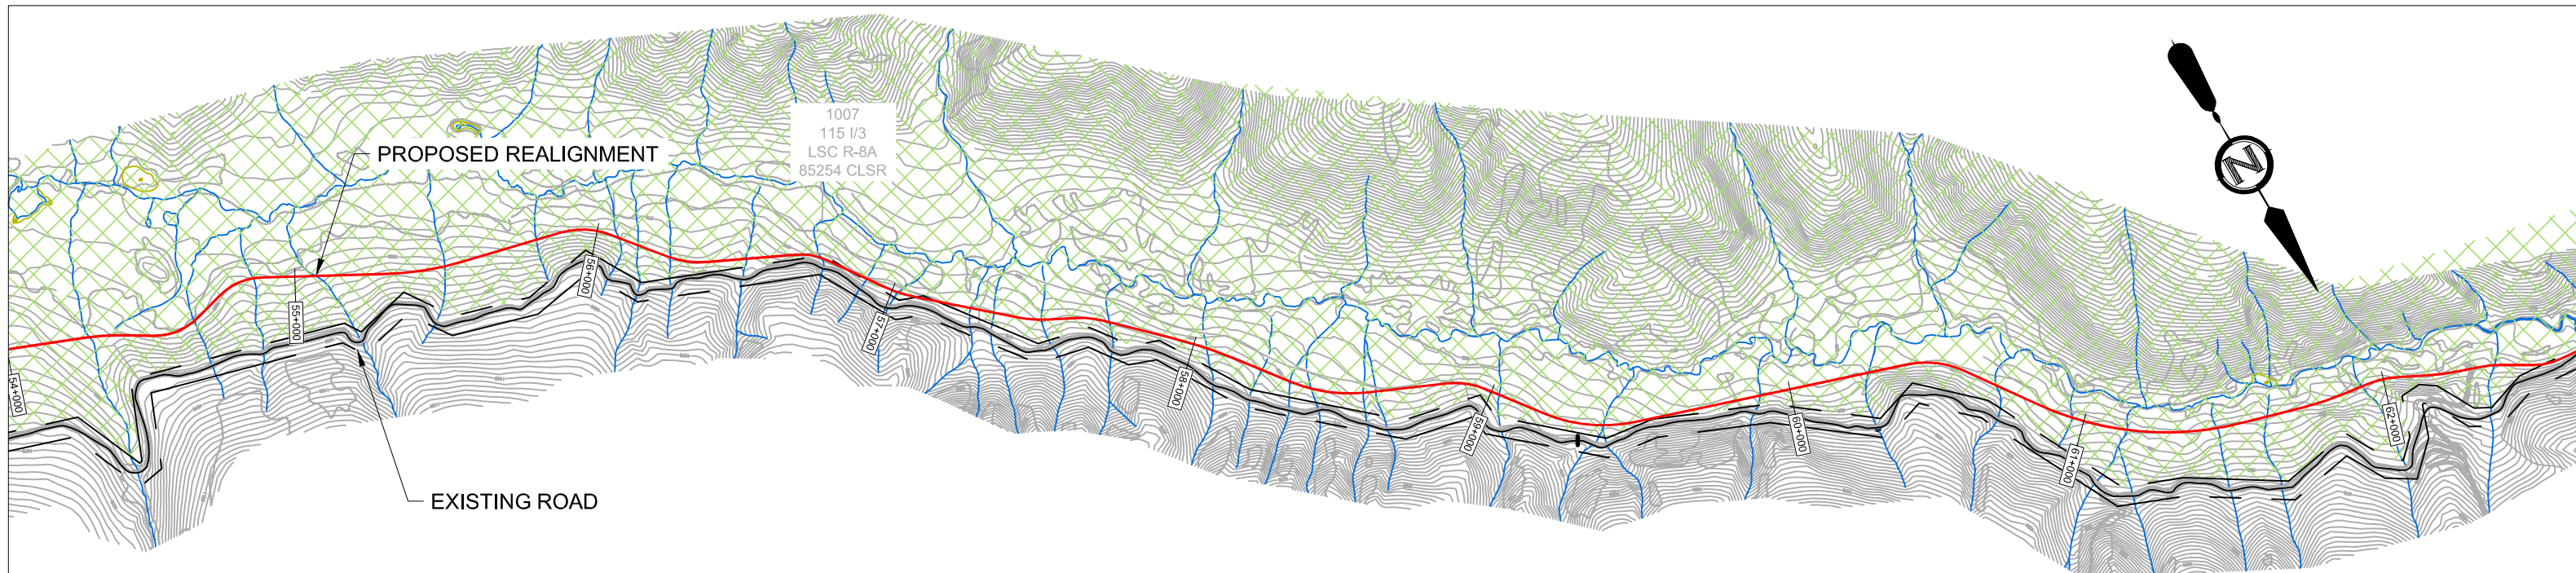 1007
115 I/3
LSC R-8A
85254 CLSR
PROPOSED REALIGNMENT
N
EXISTING ROAD
54+000
55+000
56+000
57+000
58+000
59+000
60+000
61+000
62+000